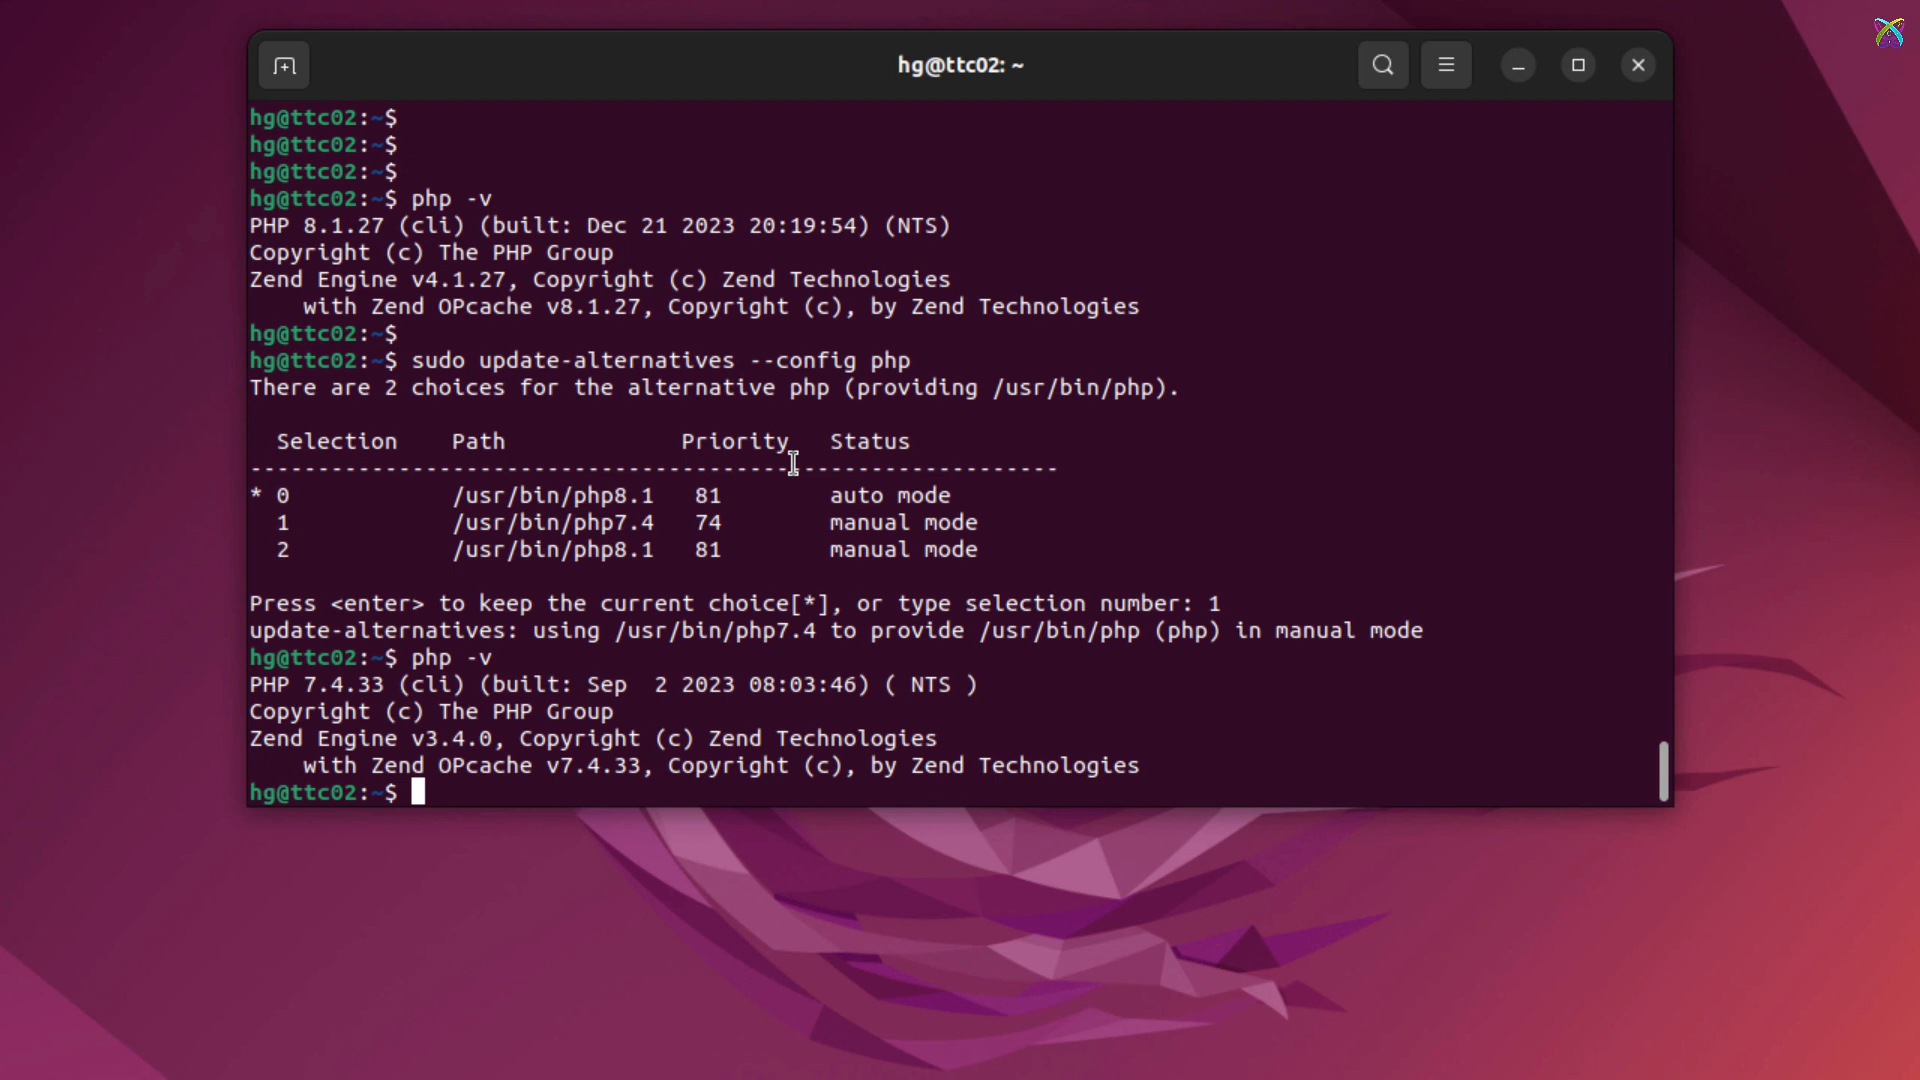 hg@ttc02: ~
hg@ttc02:~$
hg@ttc02:~$
hg@ttc02:~$
hg@ttc02:~$ php -v
PHP 8.1.27 (cli) (built: Dec 21 2023 20:19:54) (NTS)
Copyright (c) The PHP Group
Zend Engine v4.1.27, Copyright (c) Zend Technologies
    with Zend OPcache v8.1.27, Copyright (c), by Zend Technologies
hg@ttc02:~$
hg@ttc02:~$ sudo update-alternatives --config php
There are 2 choices for the alternative php (providing /usr/bin/php).
  Selection    Path             Priority   Status
------------------------------------------------------------
* 0            /usr/bin/php8.1   81        auto mode
  1            /usr/bin/php7.4   74        manual mode
  2            /usr/bin/php8.1   81        manual mode
Press <enter> to keep the current choice[*], or type selection number: 1
update-alternatives: using /usr/bin/php7.4 to provide /usr/bin/php (php) in manual mode
hg@ttc02:~$ php -v
PHP 7.4.33 (cli) (built: Sep  2 2023 08:03:46) ( NTS )
Copyright (c) The PHP Group
Zend Engine v3.4.0, Copyright (c) Zend Technologies
    with Zend OPcache v7.4.33, Copyright (c), by Zend Technologies
hg@ttc02:~$